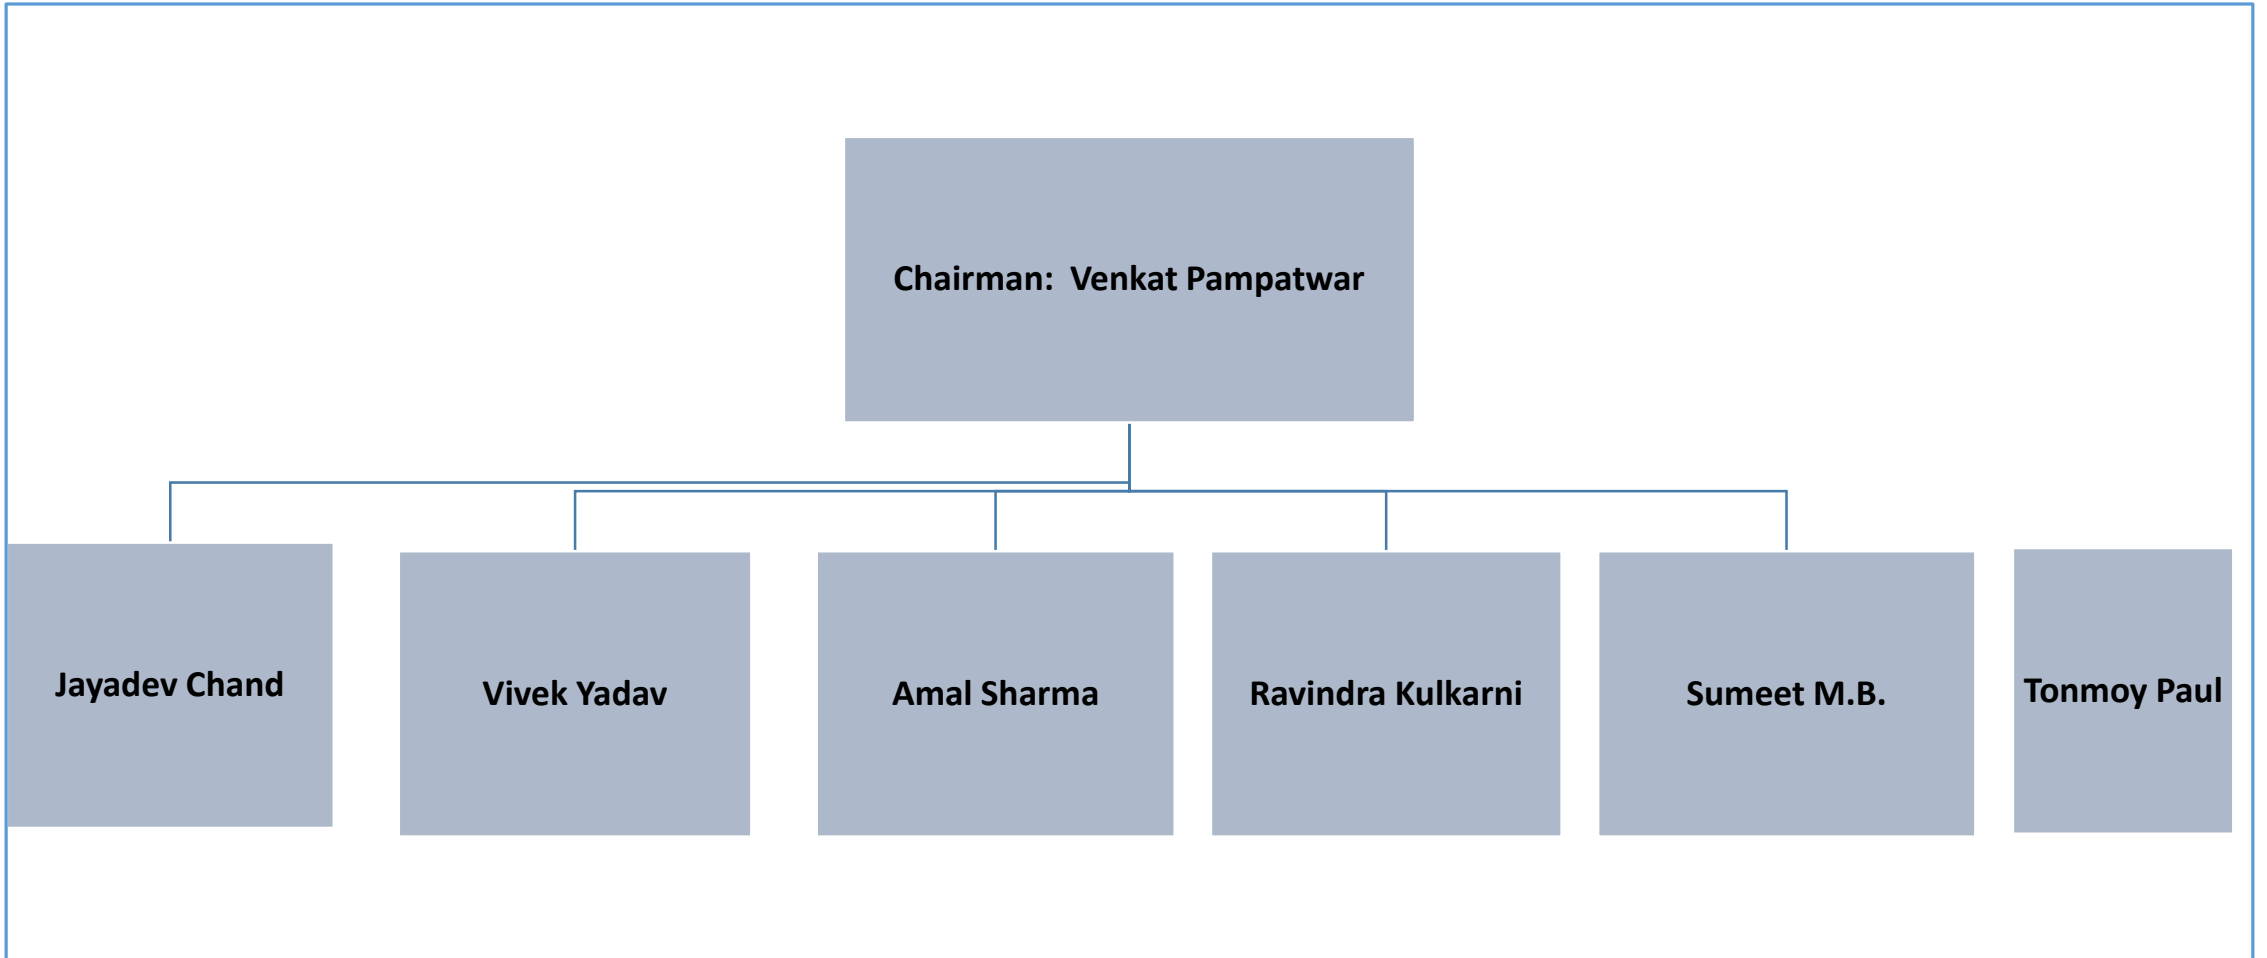 Chairman:  Venkat Pampatwar
Jayadev Chand
Vivek Yadav
Amal Sharma
Ravindra Kulkarni
Sumeet M.B.
Tonmoy Paul